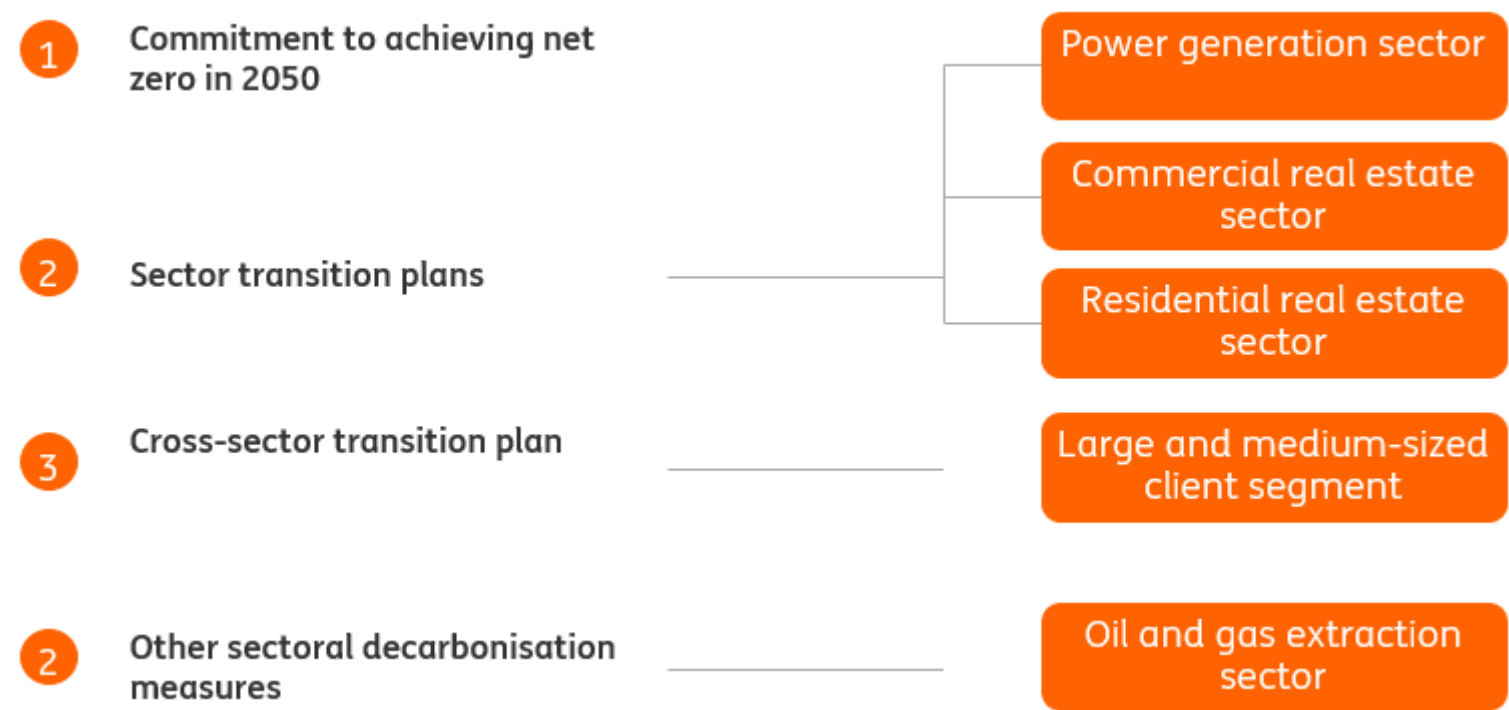 1
Commitment to achieving net
zero in 2050
Power generation sector
Commercial real estate
sector
2
Sector transition plans
Residential real estate
sector
3
Cross-sector transition plan
Large and medium-sized
client segment
2
Other sectoral decarbonisation
measures
Oil and gas extraction
sector